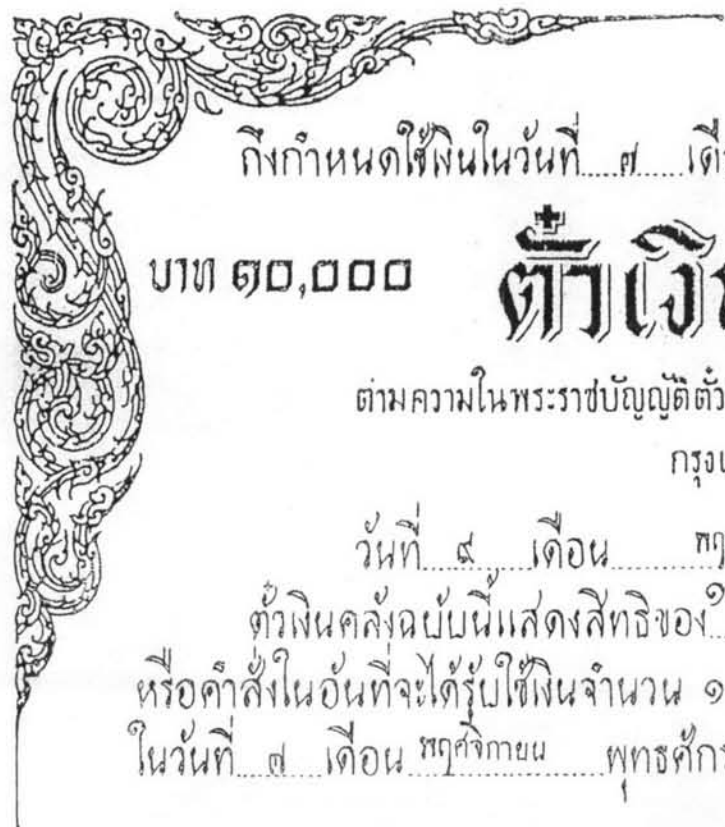 ถึงกำหนดใช้เงินในวันที่ ๗ เดื
บาท ๑๐,๐๐๐
ตั๋วเงิ
ตามความในพระราชบัญญัติตั๋ว
กรุงเ
วันที่ ๙ เดือน พฤ
ตั๋วเงินคลังฉบับนี้แสดงสิทธิของ
หรือคำสั่งในอันที่จะได้รับใช้เงินจำนวน ๑
ในวันที่ ๗ เดือน พฤศจิกายน พุทธศักร